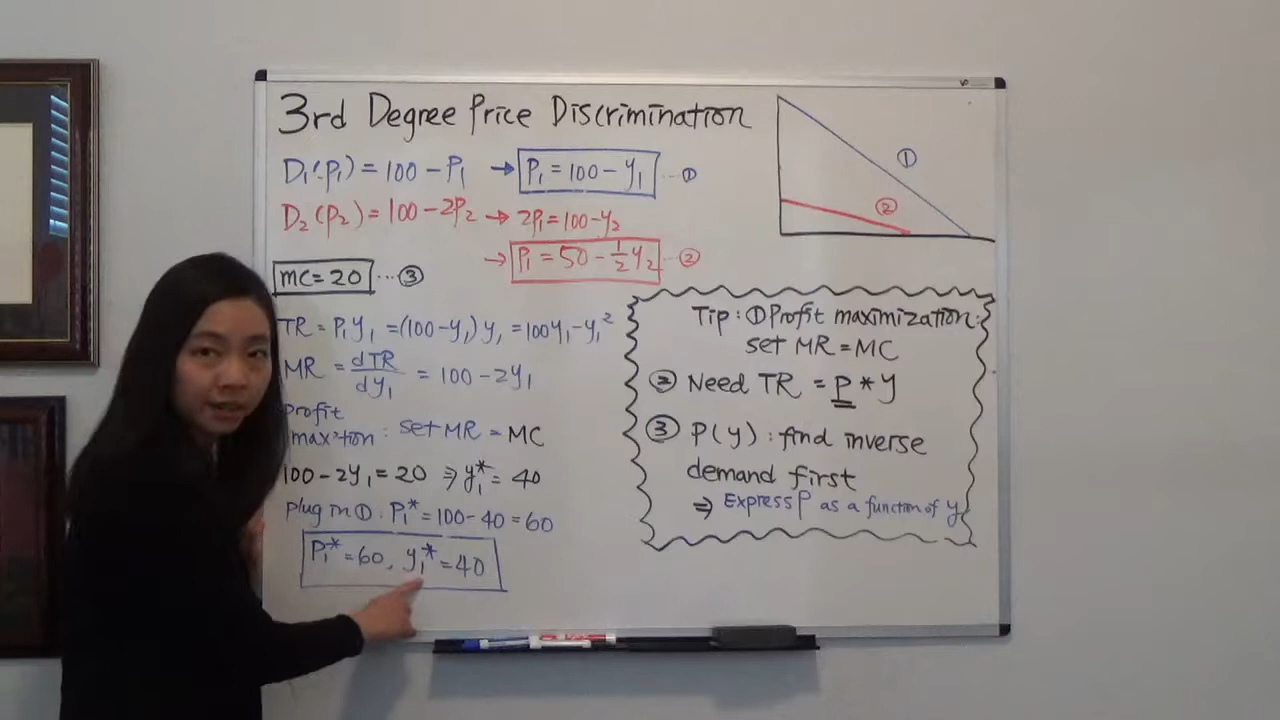 3rd Degree Price Discrimination
D₁(P₁) = 100 - P₁ → P₁ = 100 - y₁ ... ①
D₂(P₂) = 100 - 2P₂ → 2P₁ = 100 - y₂
→ P₁ = 50 - ½ y₂ ... ②
MC = 20 ... ③
TR = P₁y₁ = (100 - y₁) y₁ = 100y₁ - y₁²
MR = dTR/dy₁ = 100 - 2y₁
Profit
max'tion : set MR = MC
100 - 2y₁ = 20 ⇒ y₁* = 40
plug in ① : P₁* = 100 - 40 = 60
P₁* = 60, y₁* = 40
①
②
Tip : ① Profit maximization :
set MR = MC
② Need TR = P * y
③ P(y) : find inverse
demand first
⇒ Express P as a function of y